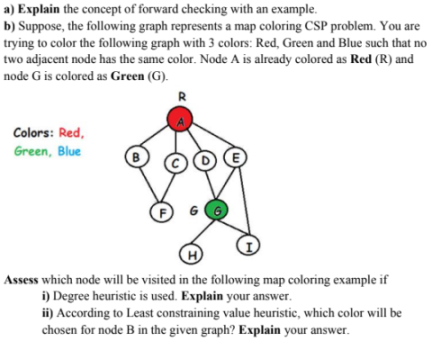 a) Explain the concept of forward checking with an example.
b) Suppose, the following graph represents a map coloring CSP problem. You are
trying to color the following graph with 3 colors: Red, Green and Blue such that no
two adjacent node has the same color. Node A is already colored as Red (R) and
node G is colored as Green (G).
R
A
Colors: Red,
Green, Blue
B
C
D
E
F
G
G
H
I
Assess which node will be visited in the following map coloring example if
i) Degree heuristic is used. Explain your answer.
ii) According to Least constraining value heuristic, which color will be
chosen for node B in the given graph? Explain your answer.